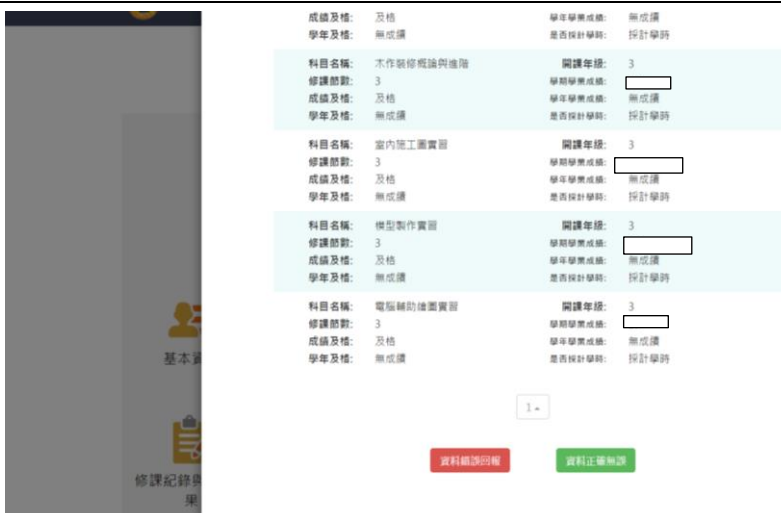 成績及格: 及格 學年學業成績: 無成績
學年及格: 無成績 是否採計學時: 採計學時
科目名稱: 木作裝修概論與進階 開課年級: 3
修課節數: 3 學期學業成績:
成績及格: 及格 學年學業成績: 無成績
學年及格: 無成績 是否採計學時: 採計學時
科目名稱: 室內施工圖實習 開課年級: 3
修課節數: 3 學期學業成績:
成績及格: 及格 學年學業成績: 無成績
學年及格: 無成績 是否採計學時: 採計學時
科目名稱: 模型製作實習 開課年級: 3
修課節數: 3 學期學業成績:
成績及格: 及格 學年學業成績: 無成績
學年及格: 無成績 是否採計學時: 採計學時
科目名稱: 電腦輔助繪圖實習 開課年級: 3
修課節數: 3 學期學業成績:
成績及格: 及格 學年學業成績: 無成績
學年及格: 無成績 是否採計學時: 採計學時
基本資
1
資料錯誤回報 資料正確無誤
修課紀錄與
果